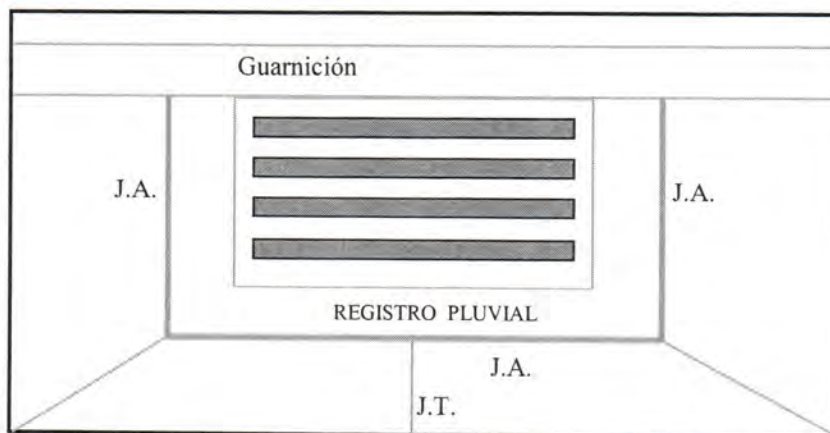 Guarnición
J.A.
J.A.
REGISTRO PLUVIAL
J.A.
J.T.